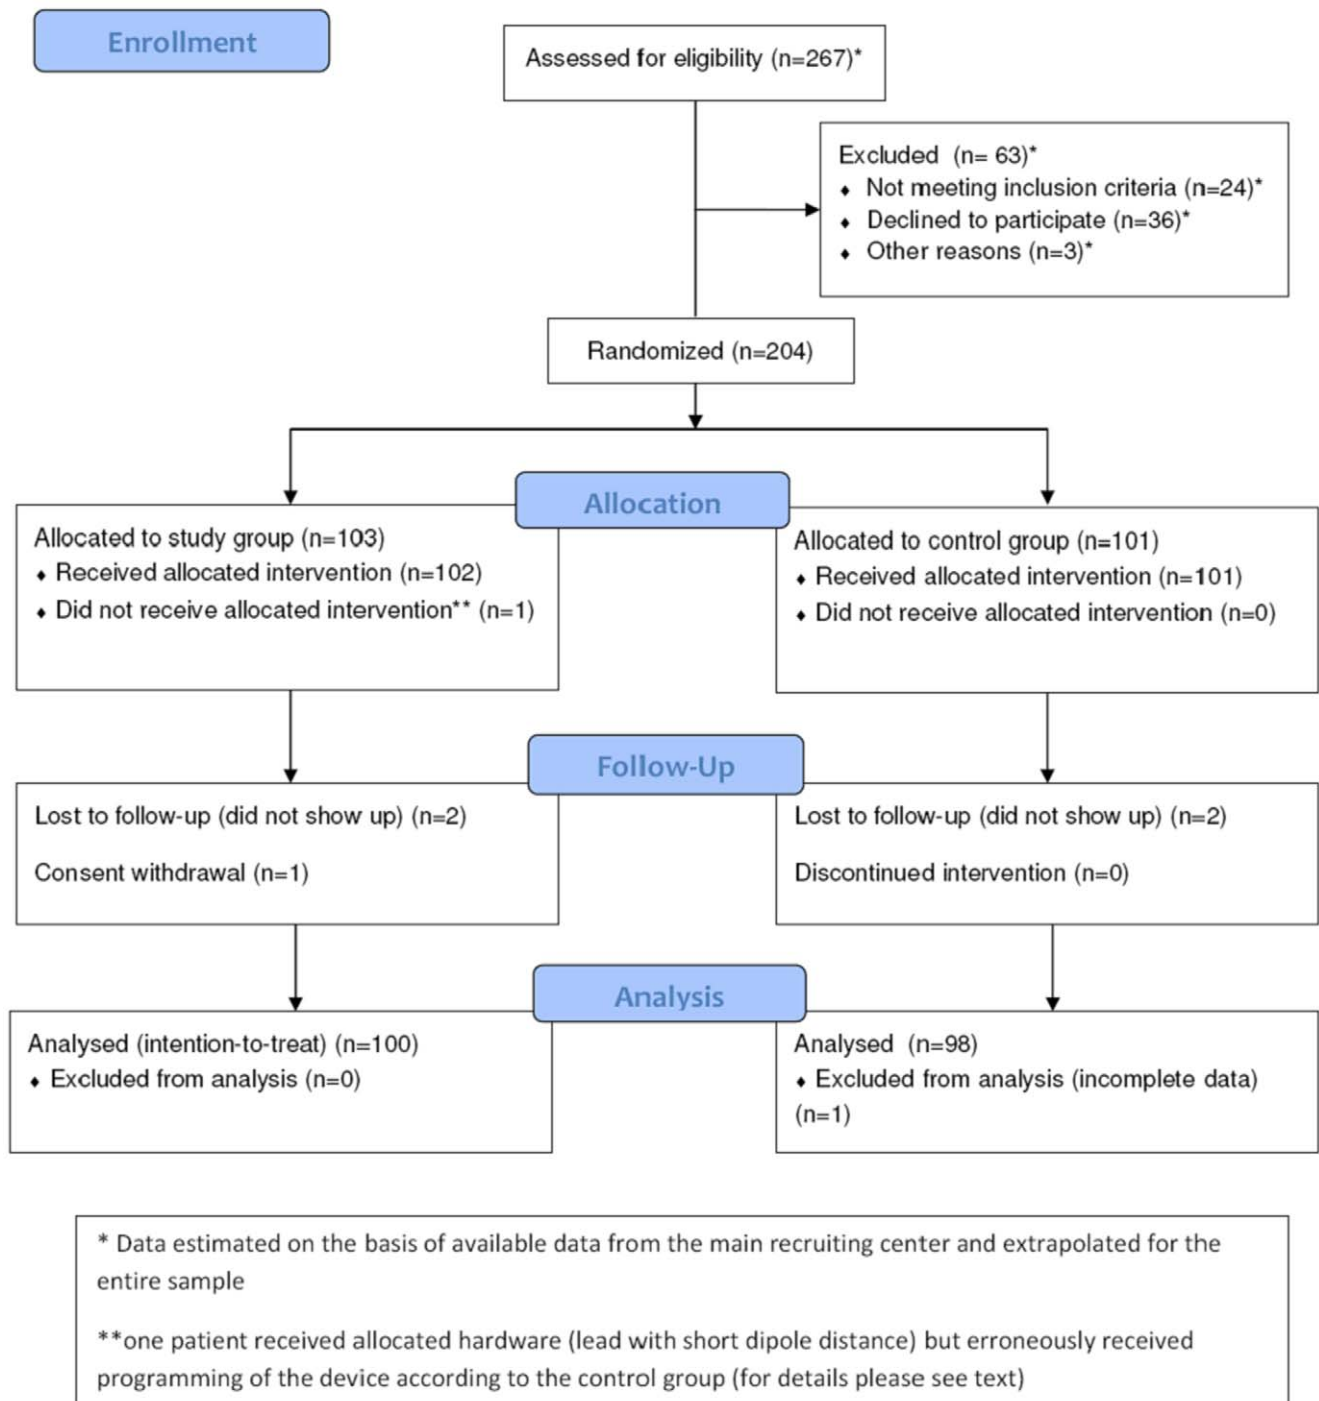 Enrollment
Assessed for eligibility (n=267)*
Excluded (n= 63)*
♦ Not meeting inclusion criteria (n=24)*
♦ Declined to participate (n=36)*
♦ Other reasons (n=3)*
Randomized (n=204)
Allocation
Allocated to study group (n=103)
♦ Received allocated intervention (n=102)
♦ Did not receive allocated intervention** (n=1)
Allocated to control group (n=101)
♦ Received allocated intervention (n=101)
♦ Did not receive allocated intervention (n=0)
Follow-Up
Lost to follow-up (did not show up) (n=2)
Consent withdrawal (n=1)
Lost to follow-up (did not show up) (n=2)
Discontinued intervention (n=0)
Analysis
Analysed (intention-to-treat) (n=100)
♦ Excluded from analysis (n=0)
Analysed (n=98)
♦ Excluded from analysis (incomplete data)
(n=1)
* Data estimated on the basis of available data from the main recruiting center and extrapolated for the
entire sample
**one patient received allocated hardware (lead with short dipole distance) but erroneously received
programming of the device according to the control group (for details please see text)